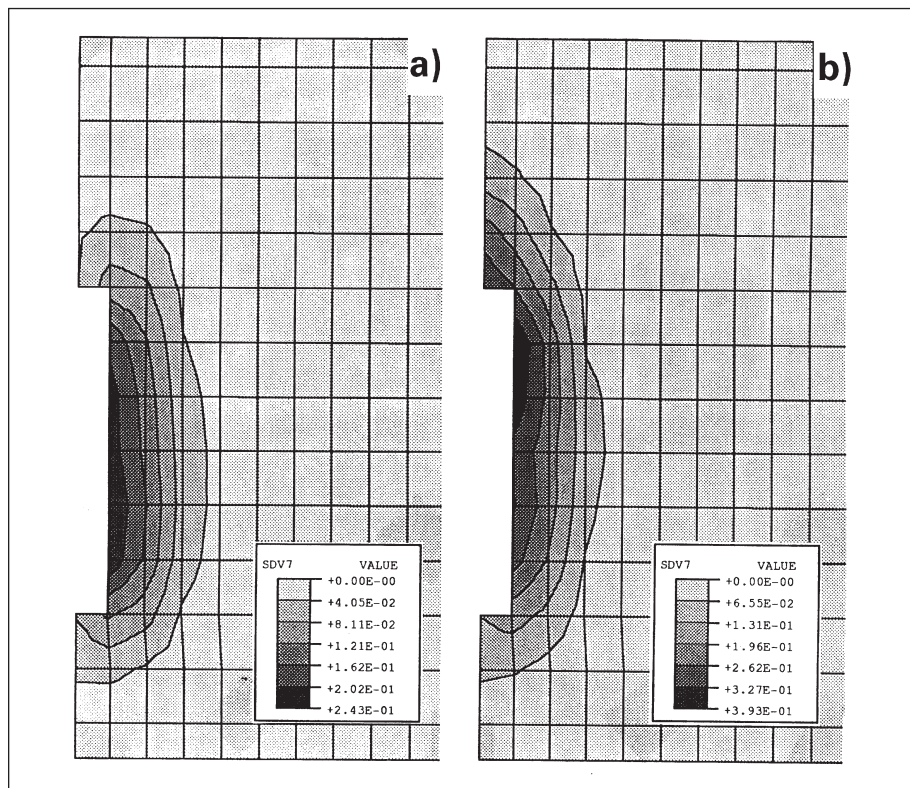 a)
SDV7 VALUE
+0.00E-00
+4.05E-02
+8.11E-02
+1.21E-01
+1.62E-01
+2.02E-01
+2.43E-01
b)
SDV7 VALUE
+0.00E-00
+6.55E-02
+1.31E-01
+1.96E-01
+2.62E-01
+3.27E-01
+3.93E-01